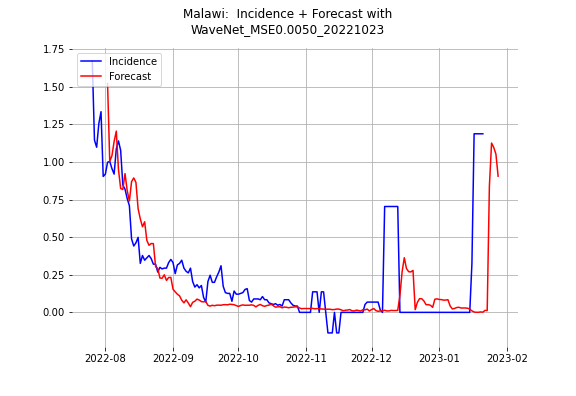 Malawi:  Incidence + Forecast with
WaveNet_MSE0.0050_20221023
1.75
1.50
1.25
1.00
0.75
0.50
0.25
0.00
Incidence
Forecast
2022-08 2022-09 2022-10 2022-11 2022-12 2023-01 2023-02